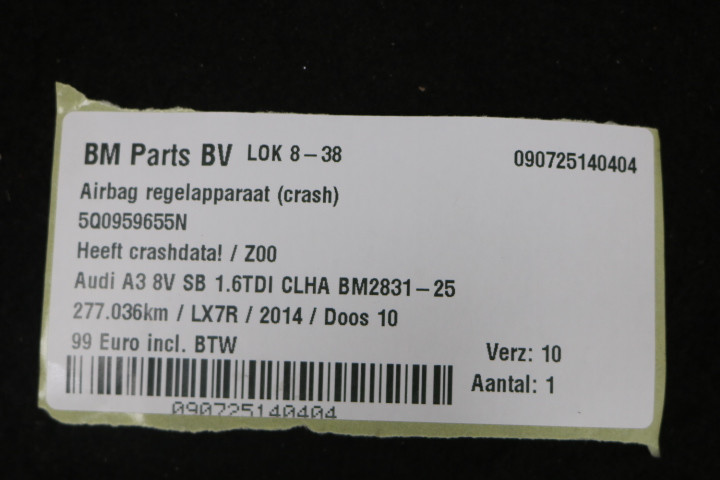 BM Parts BV LOK 8-38 090725140404
Airbag regelapparaat (crash)
5Q0959655N
Heeft crashdata! / Z00
Audi A3 8V SB 1.6TDI CLHA BM2831-25
277.036km / LX7R / 2014 / Doos 10
99 Euro incl. BTW
Verz: 10
Aantal: 1
090725140404